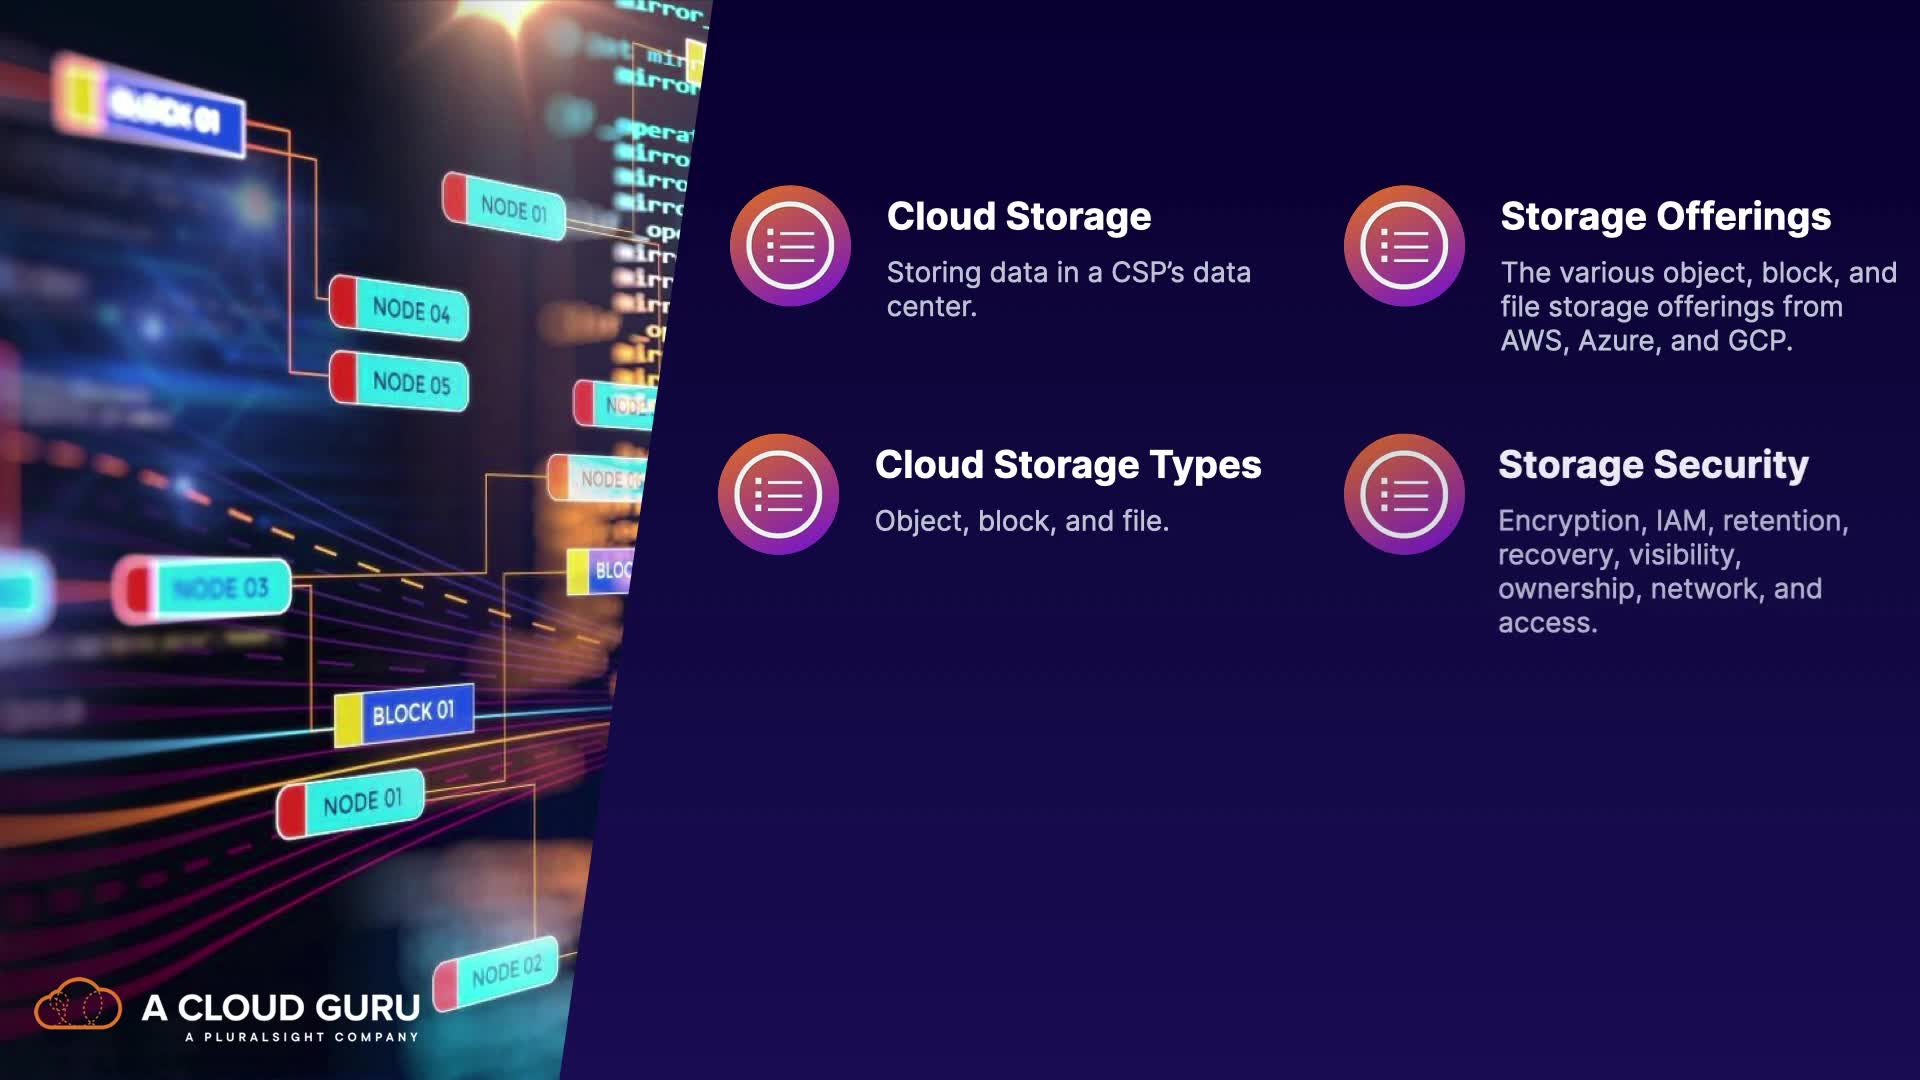 Cloud Storage
Storing data in a CSP's data
center.
Storage Offerings
The various object, block, and
file storage offerings from
AWS, Azure, and GCP.
Cloud Storage Types
Object, block, and file.
Storage Security
Encryption, IAM, retention,
recovery, visibility,
ownership, network, and
access.
NODE 01
NODE 04
NODE 05
NODE 03
BLOCK 01
NODE 01
NODE 02
A CLOUD GURU
A PLURALSIGHT COMPANY